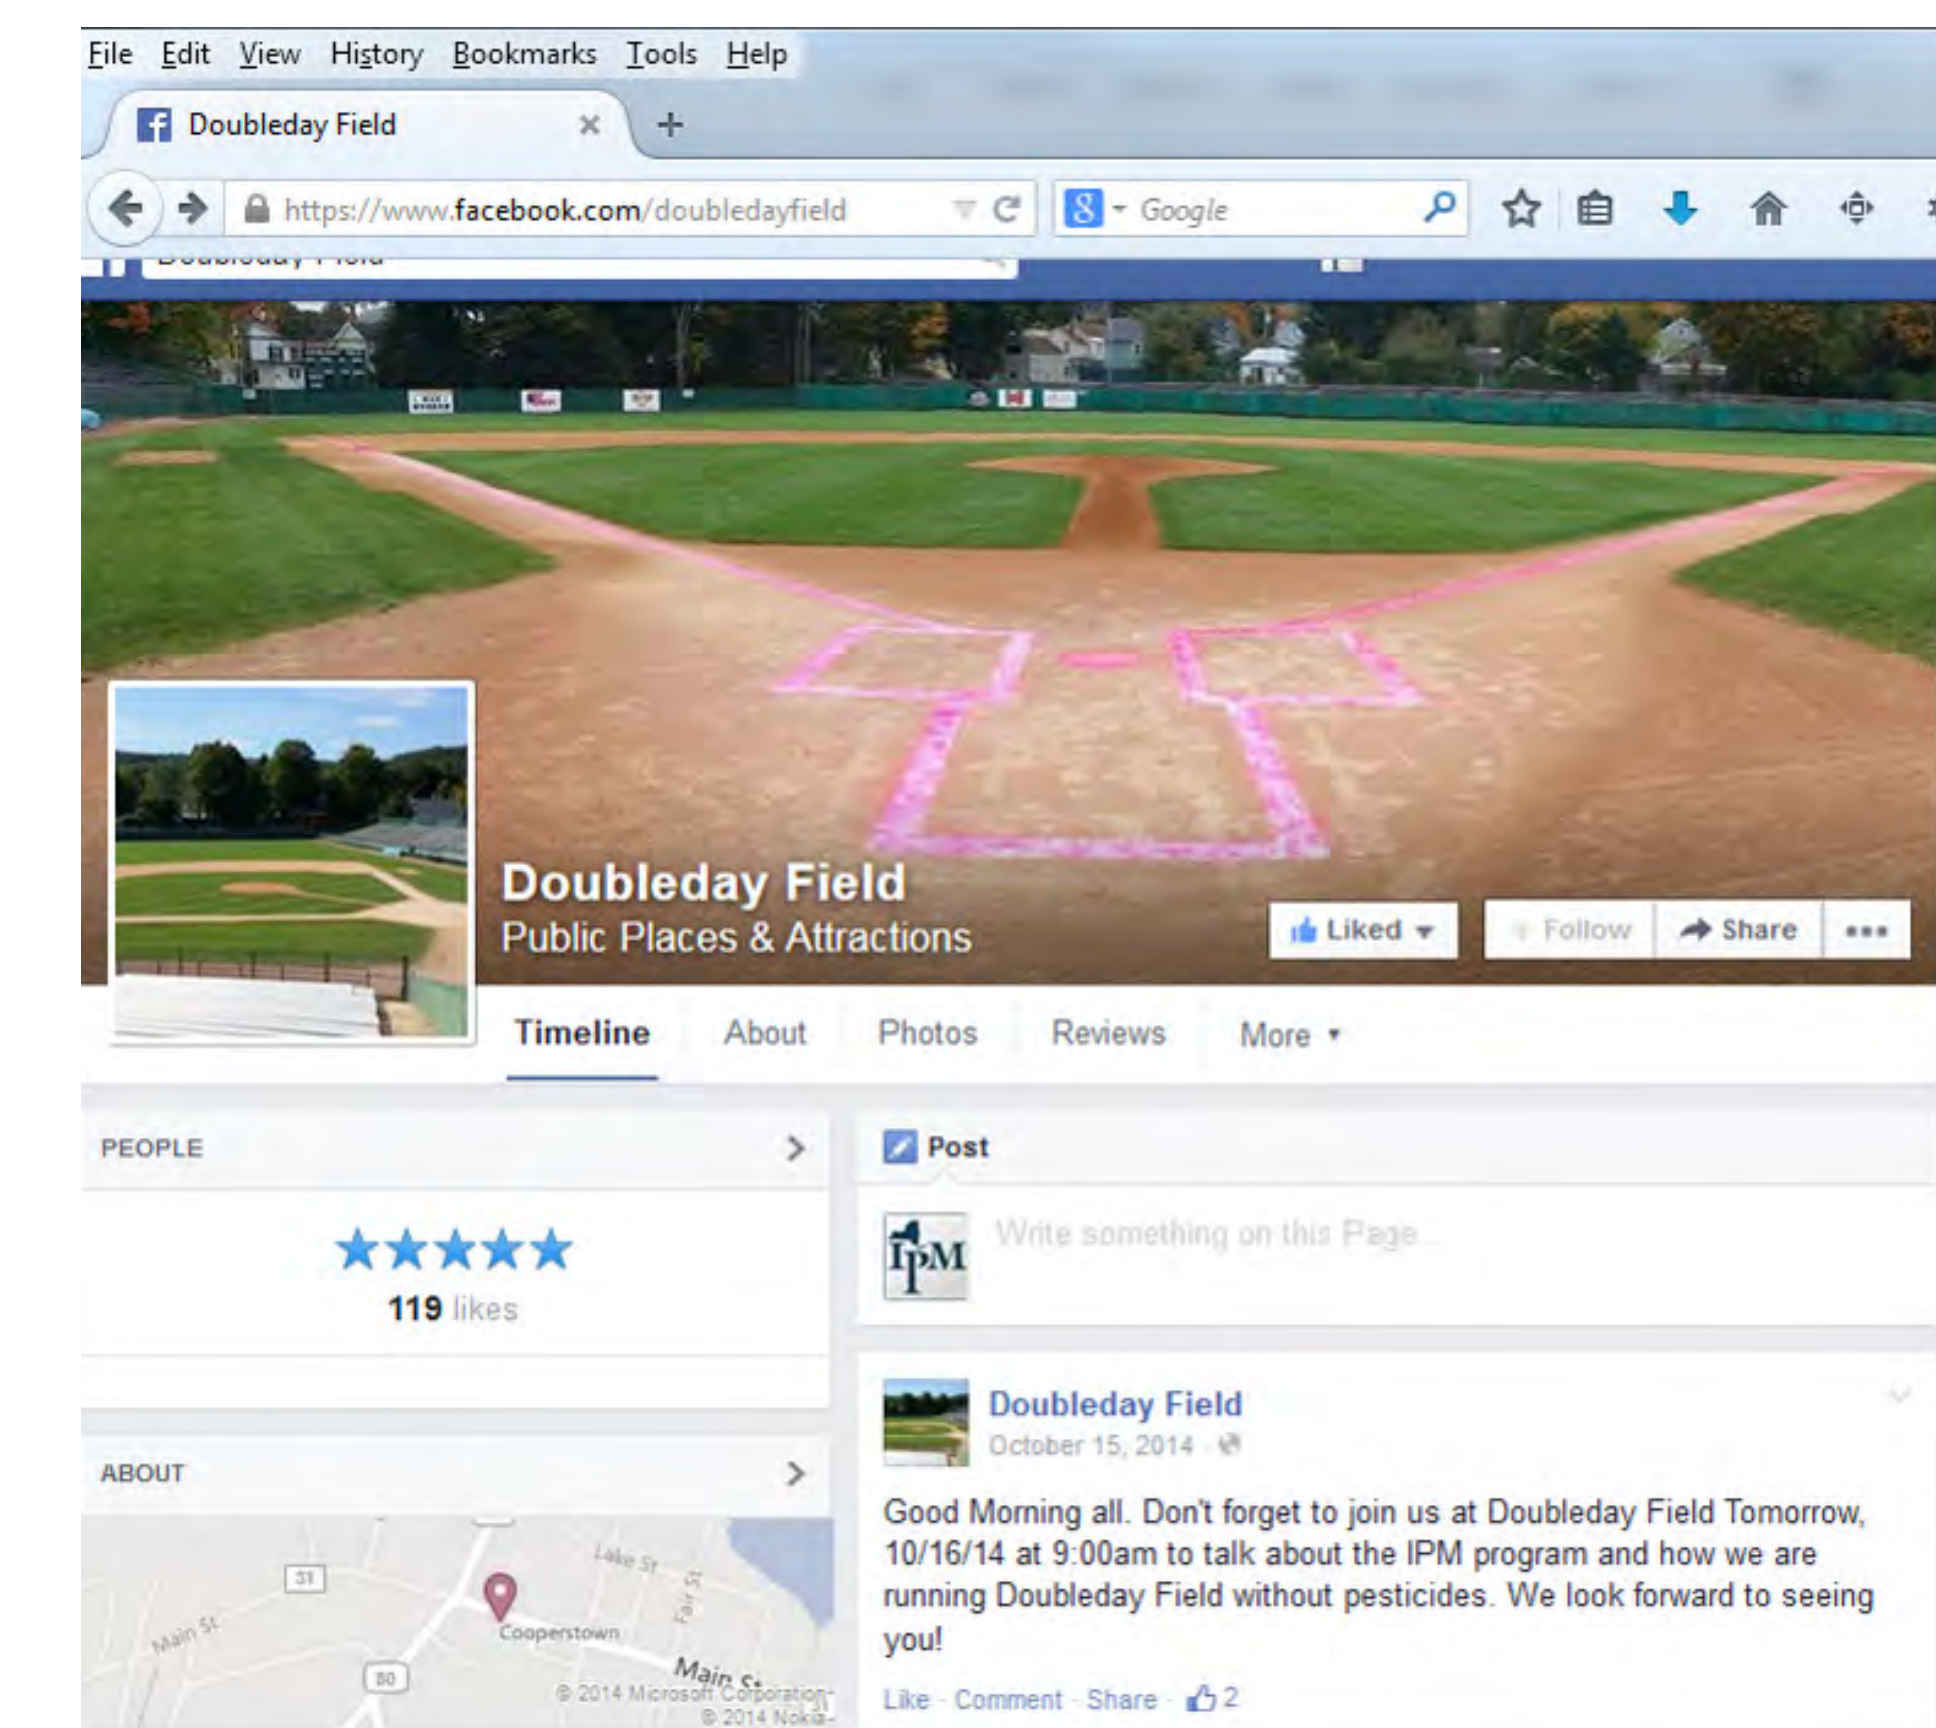 File Edit View History Bookmarks Tools Help
Doubleday Field
https://www.facebook.com/doubledayfield
8 Google
Doubleday Field
Doubleday Field
Public Places & Attractions
Liked Follow Share
Timeline About Photos Reviews More
PEOPLE
119 likes
ABOUT
31
Lake St
Fair St
Main St
Cooperstown
80
Main St
© 2014 Microsoft Corporation
© 2014 Nokia
Post
IPM
Write something on this Page...
Doubleday Field
October 15, 2014
Good Morning all. Don't forget to join us at Doubleday Field Tomorrow,
10/16/14 at 9:00am to talk about the IPM program and how we are
running Doubleday Field without pesticides. We look forward to seeing
you!
Like · Comment · Share · 2